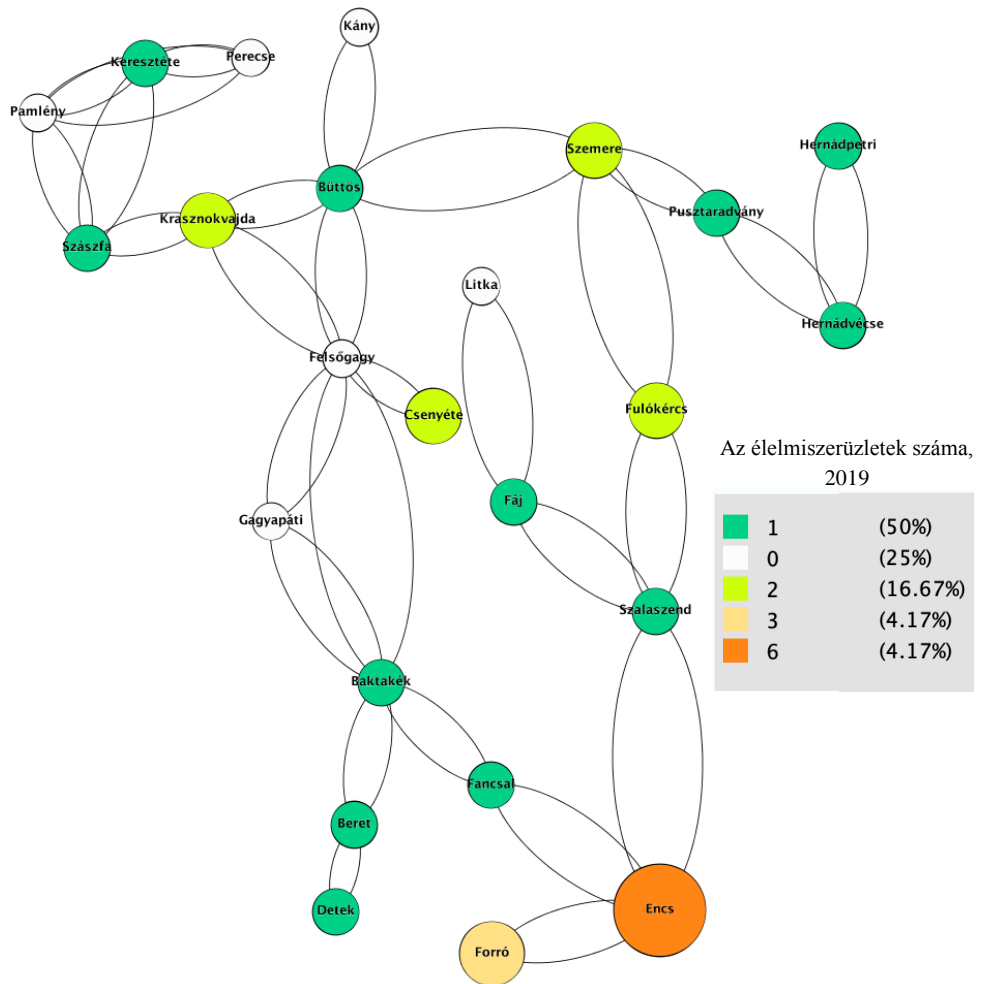 Kány
Keresztéte
Perecse
Pamlény
Szemere
Hernádpetri
Büttös
Krasznokvajda
Pusztaradvány
Szászfa
Litka
Hernádvécse
Felsőgagy
Csenyéte
Fulókércs
Az élelmiszerüzletek száma,
2019
Fáj
Gagyapáti
1 (50%)
0 (25%)
2 (16.67%)
3 (4.17%)
6 (4.17%)
Szalaszend
Baktakék
Fancsal
Beret
Detek
Encs
Forró